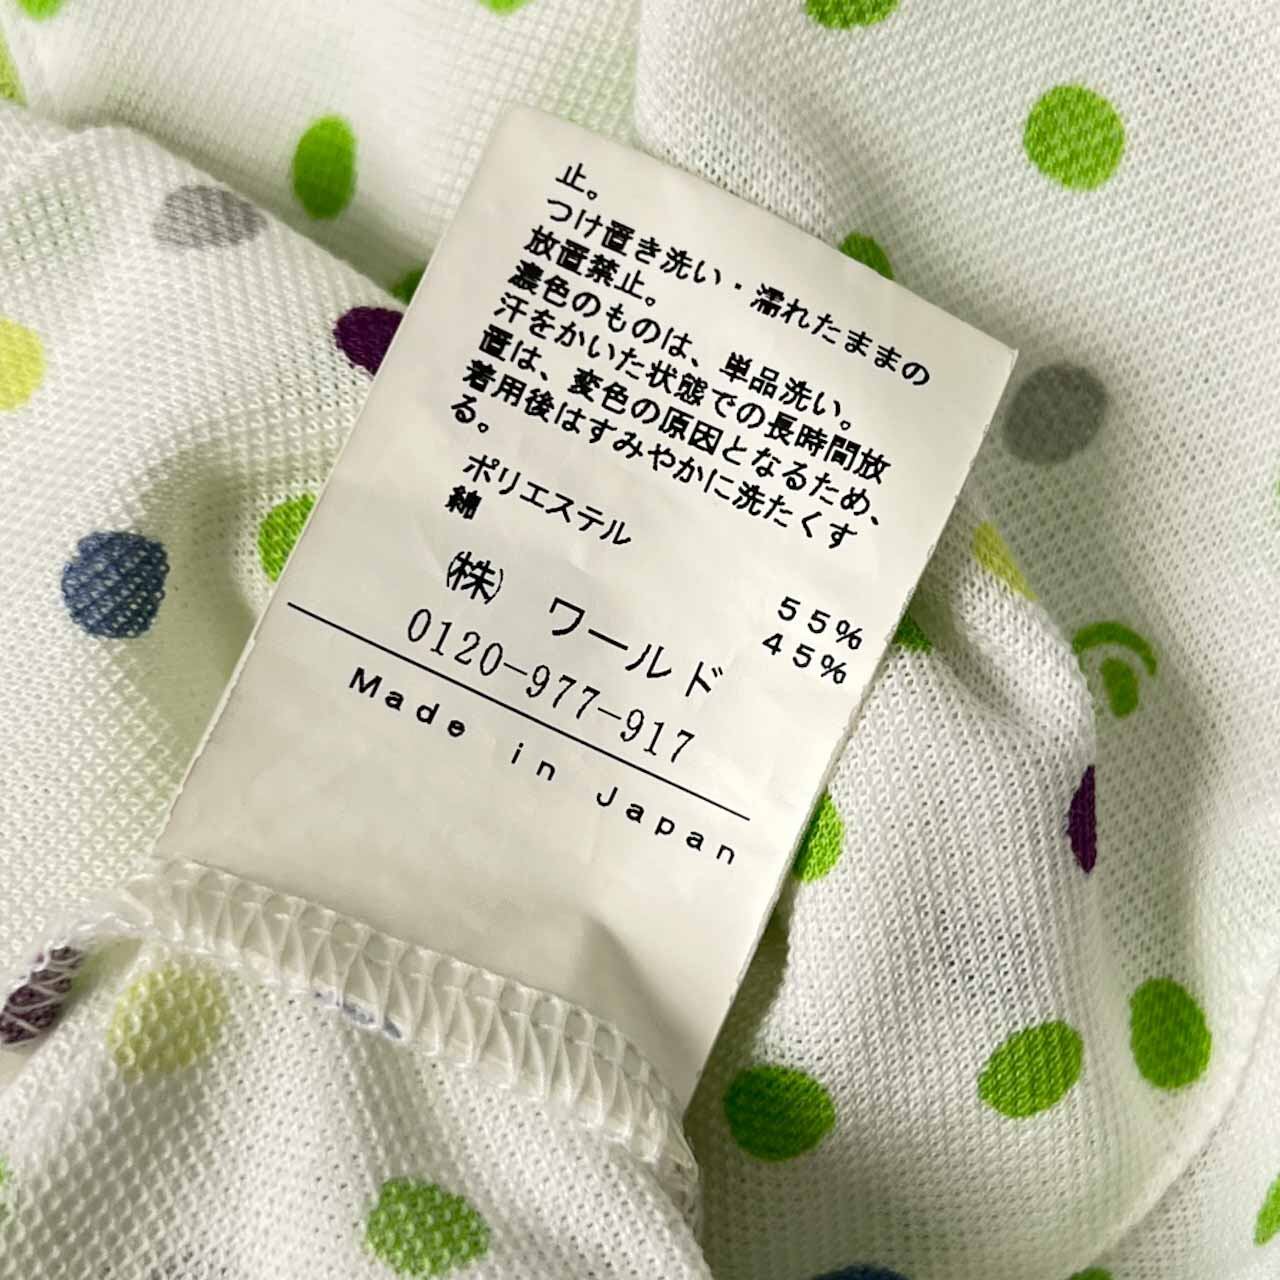 止。
つけ置き洗い・濡れたままの
放置禁止。
濃色のものは、単品洗い。
汗をかいた状態での長時間放
置は、変色の原因となるため、
着用後はすみやかに洗たくす
る。
ポリエステル 55%
綿 45%
㈱ ワールド
0120-977-917
Made in Japan